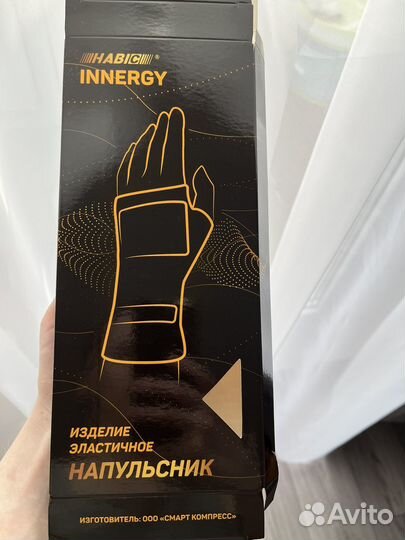 HABIC®
INNERGY
ИЗДЕЛИЕ
ЭЛАСТИЧНОЕ
НАПУЛЬСНИК
ИЗГОТОВИТЕЛЬ: ООО «СМАРТ КОМПРЕСС»
Avito